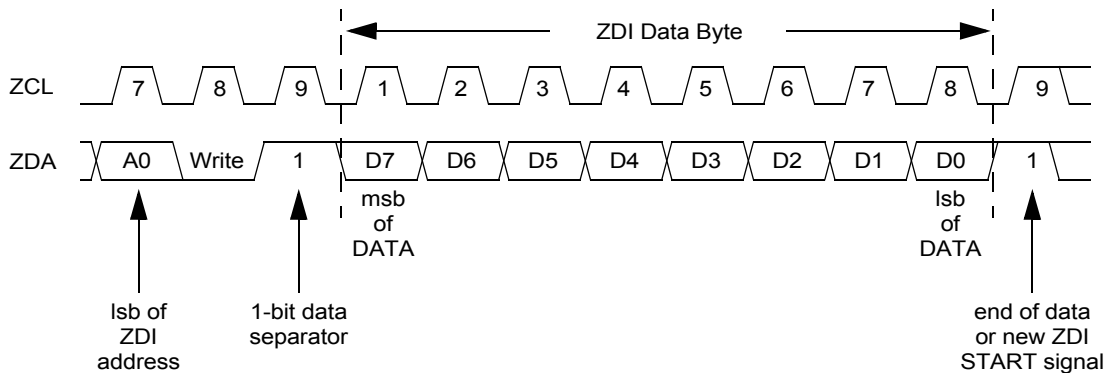 ZDI Data Byte
ZCL 7 8 9 1 2 3 4 5 6 7 8 9
ZDA A0 Write 1 D7 D6 D5 D4 D3 D2 D1 D0 1
msb
of
DATA
lsb
of
DATA
lsb of
ZDI
address
1-bit data
separator
end of data
or new ZDI
START signal